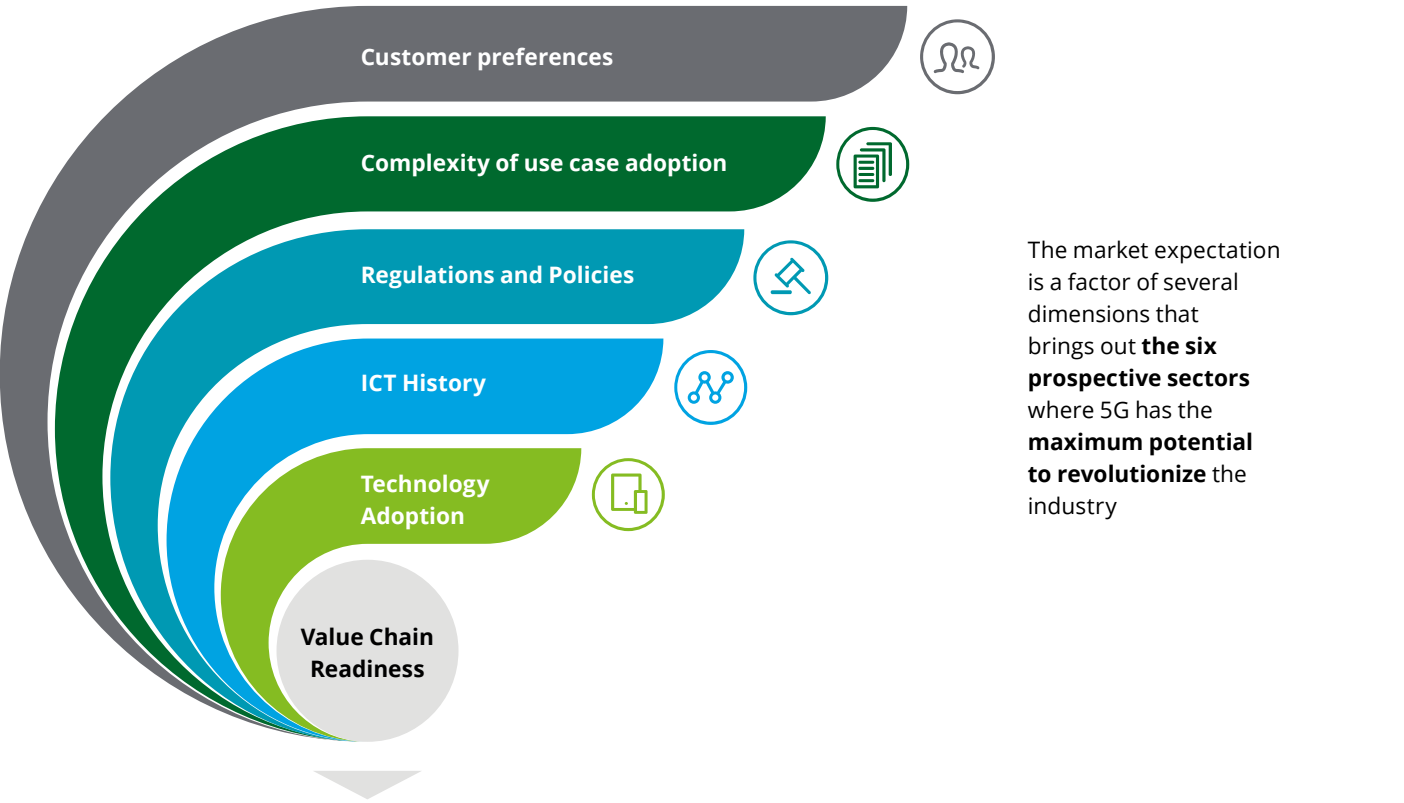 Customer preferences
Complexity of use case adoption
Regulations and Policies
ICT History
Technology
Adoption
Value Chain
Readiness
The market expectation
is a factor of several
dimensions that
brings out the six
prospective sectors
where 5G has the
maximum potential
to revolutionize the
industry